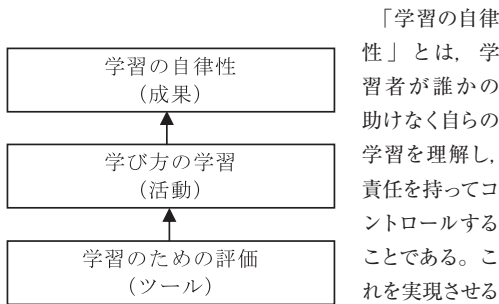 学習の自律性
（成果）
学び方の学習
（活動）
学習のための評価
（ツール）
「学習の自律
性」とは，学
習者が誰かの
助けなく自らの
学習を理解し，
責任を持ってコ
ントロールする
ことである。こ
れを実現させる